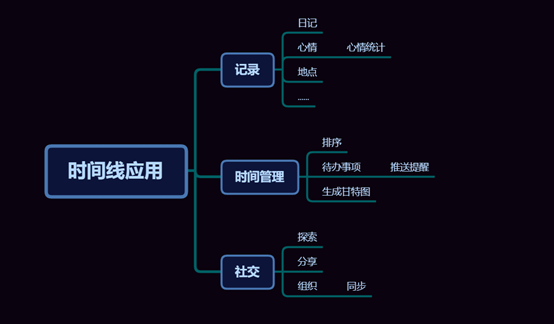 时间线应用
记录
日记
心情 心情统计
地点
......
时间管理
排序
待办事项 推送提醒
生成甘特图
社交
探索
分享
组织 同步